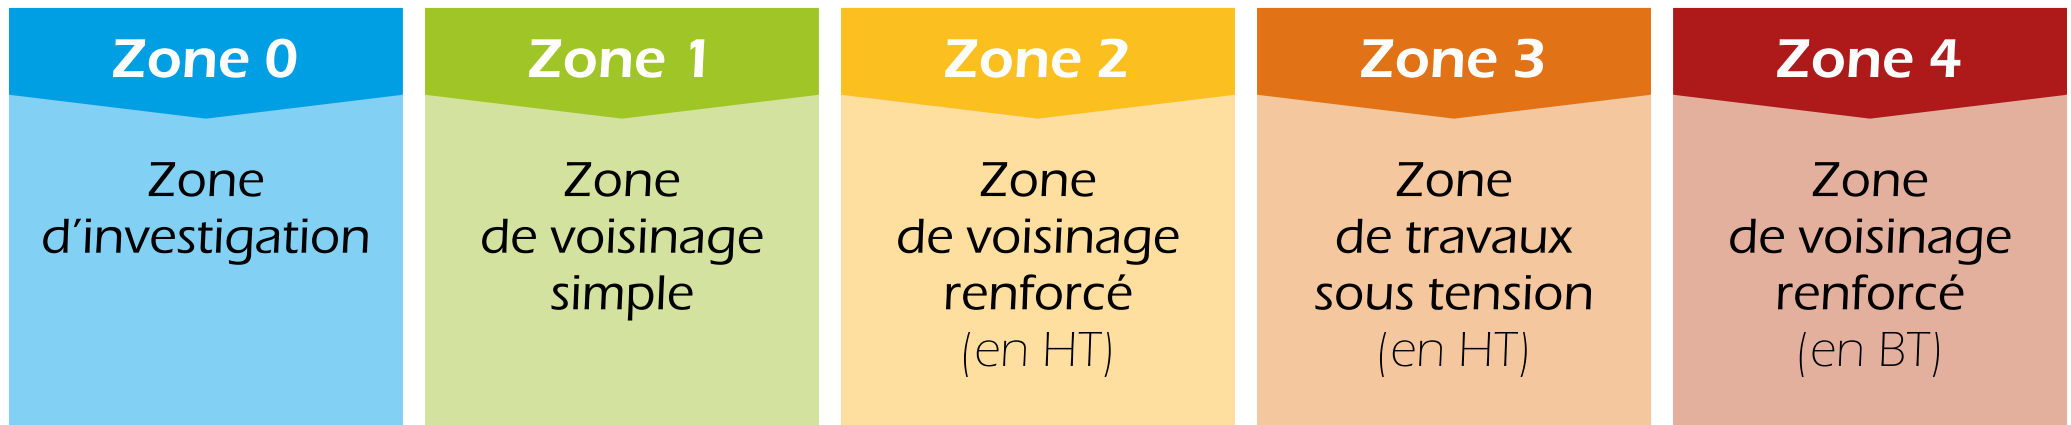 Zone 0
Zone
d'investigation
Zone 1
Zone
de voisinage
simple
Zone 2
Zone
de voisinage
renforcé
(en HT)
Zone 3
Zone
de travaux
sous tension
(en HT)
Zone 4
Zone
de voisinage
renforcé
(en BT)